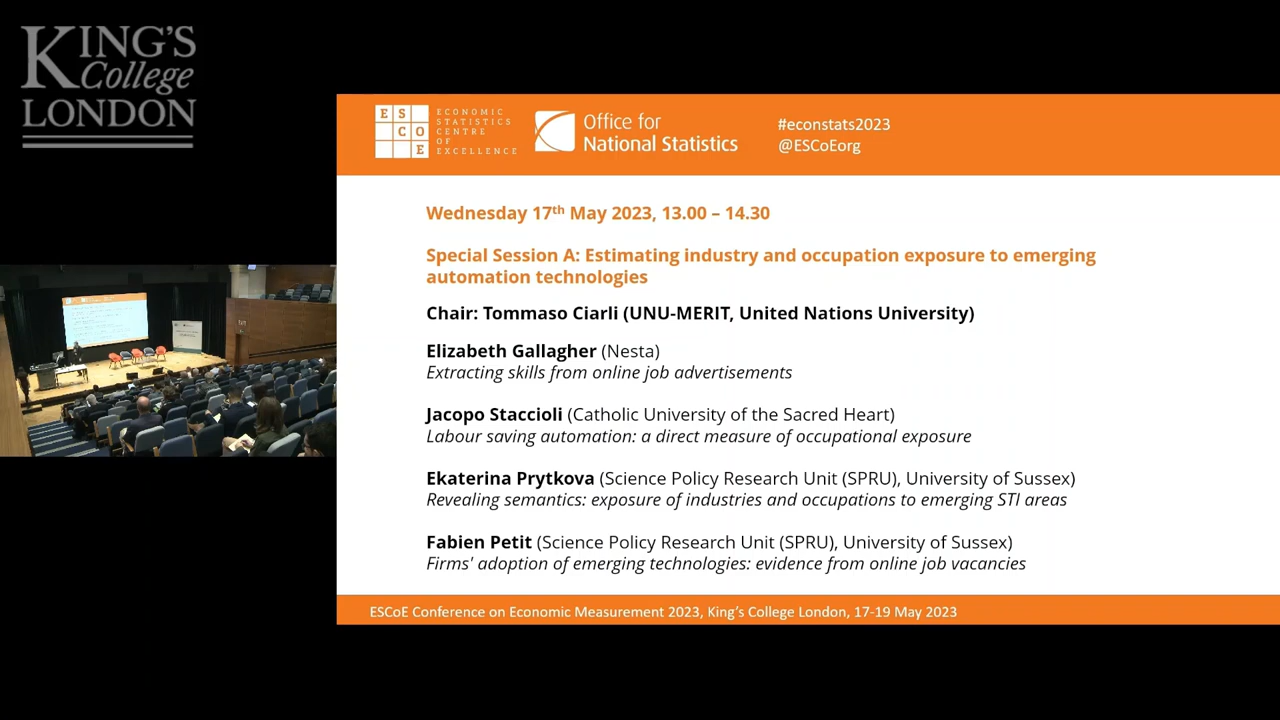 KING'S
College
LONDON
E S C O E
ECONOMIC
STATISTICS
CENTRE
OF
EXCELLENCE
Office for
National Statistics
#econstats2023
@ESCoEorg
Wednesday 17th May 2023, 13.00 – 14.30
Special Session A: Estimating industry and occupation exposure to emerging
automation technologies
Chair: Tommaso Ciarli (UNU-MERIT, United Nations University)
Elizabeth Gallagher (Nesta)
Extracting skills from online job advertisements
Jacopo Staccioli (Catholic University of the Sacred Heart)
Labour saving automation: a direct measure of occupational exposure
Ekaterina Prytkova (Science Policy Research Unit (SPRU), University of Sussex)
Revealing semantics: exposure of industries and occupations to emerging STI areas
Fabien Petit (Science Policy Research Unit (SPRU), University of Sussex)
Firms' adoption of emerging technologies: evidence from online job vacancies
ESCoE Conference on Economic Measurement 2023, King's College London, 17-19 May 2023